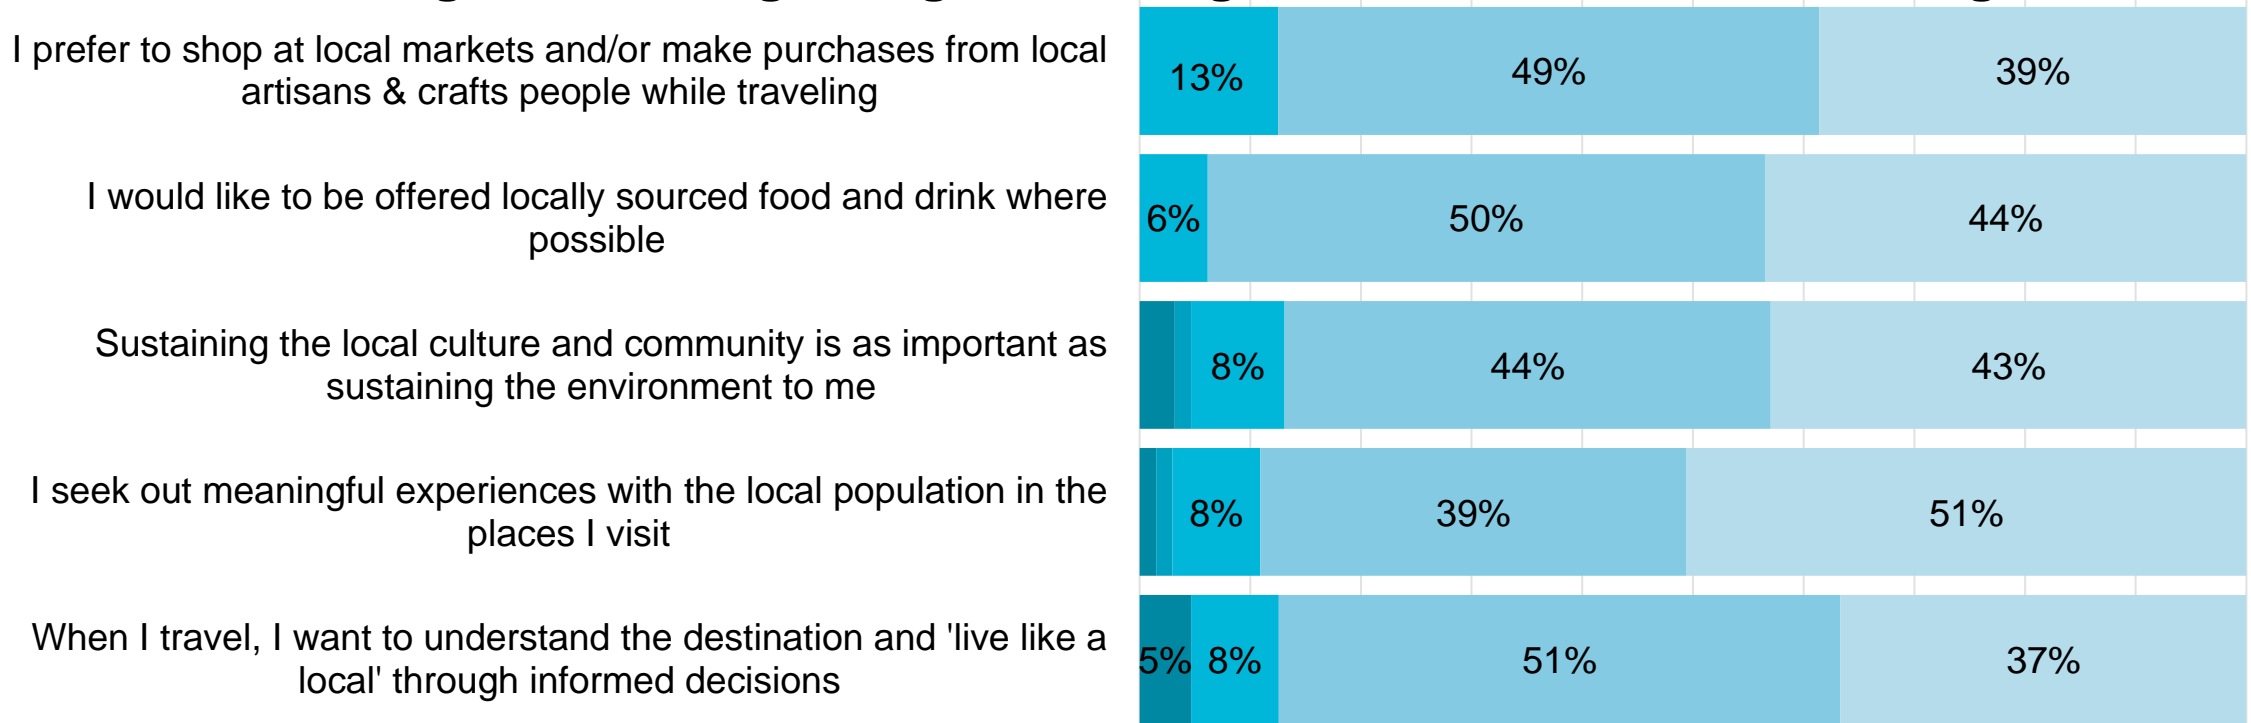 I prefer to shop at local markets and/or make purchases from local
artisans & crafts people while traveling
13% 49% 39%
I would like to be offered locally sourced food and drink where
possible
6% 50% 44%
Sustaining the local culture and community is as important as
sustaining the environment to me
8% 44% 43%
I seek out meaningful experiences with the local population in the
places I visit
8% 39% 51%
When I travel, I want to understand the destination and 'live like a
local' through informed decisions
5% 8% 51% 37%